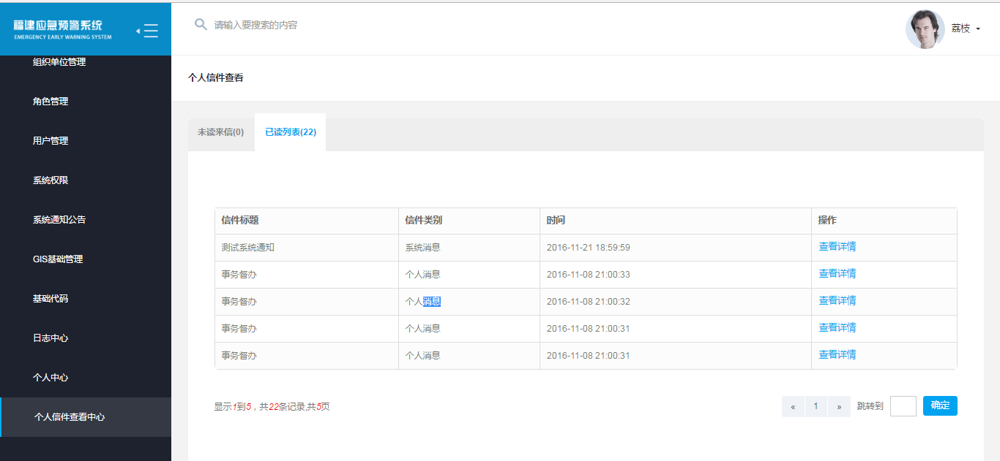 福建应急预警系统
EMERGENCY EARLY WARNING SYSTEM
请输入要搜索的内容
荔枝
组织单位管理
角色管理
用户管理
系统权限
系统通知公告
GIS基础管理
基础代码
日志中心
个人中心
个人信件查看中心
个人信件查看
未读来信(0) 已读列表(22)
信件标题 信件类别 时间 操作
测试系统通知 系统消息 2016-11-21 18:59:59 查看详情
事务督办 个人消息 2016-11-08 21:00:33 查看详情
事务督办 个人消息 2016-11-08 21:00:32 查看详情
事务督办 个人消息 2016-11-08 21:00:31 查看详情
事务督办 个人消息 2016-11-08 21:00:31 查看详情
显示1到5，共22条记录,共5页
« 1 » 跳转到 确定